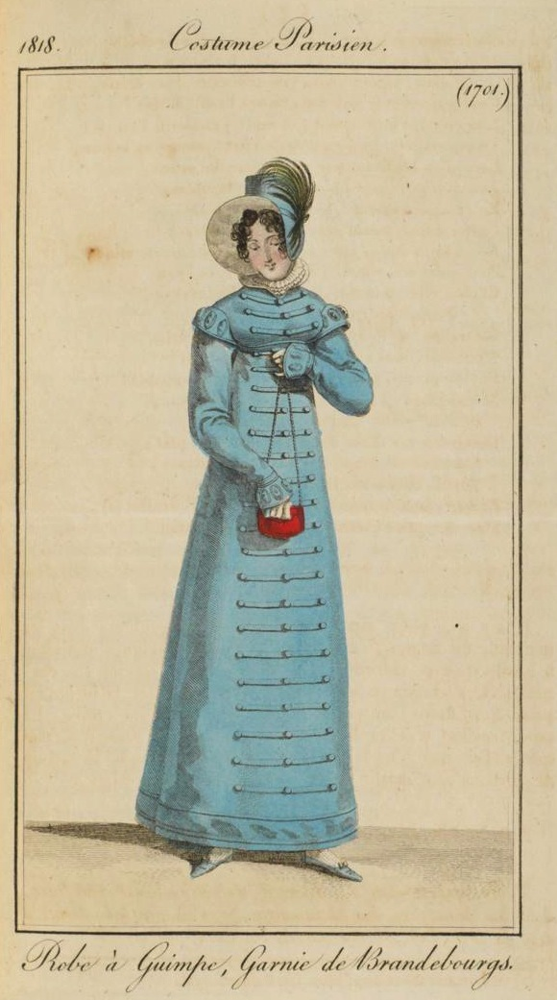 1818. Costume Parisien.
(1701.)
Robe à Guimpe, Garnie de Brandebourgs.